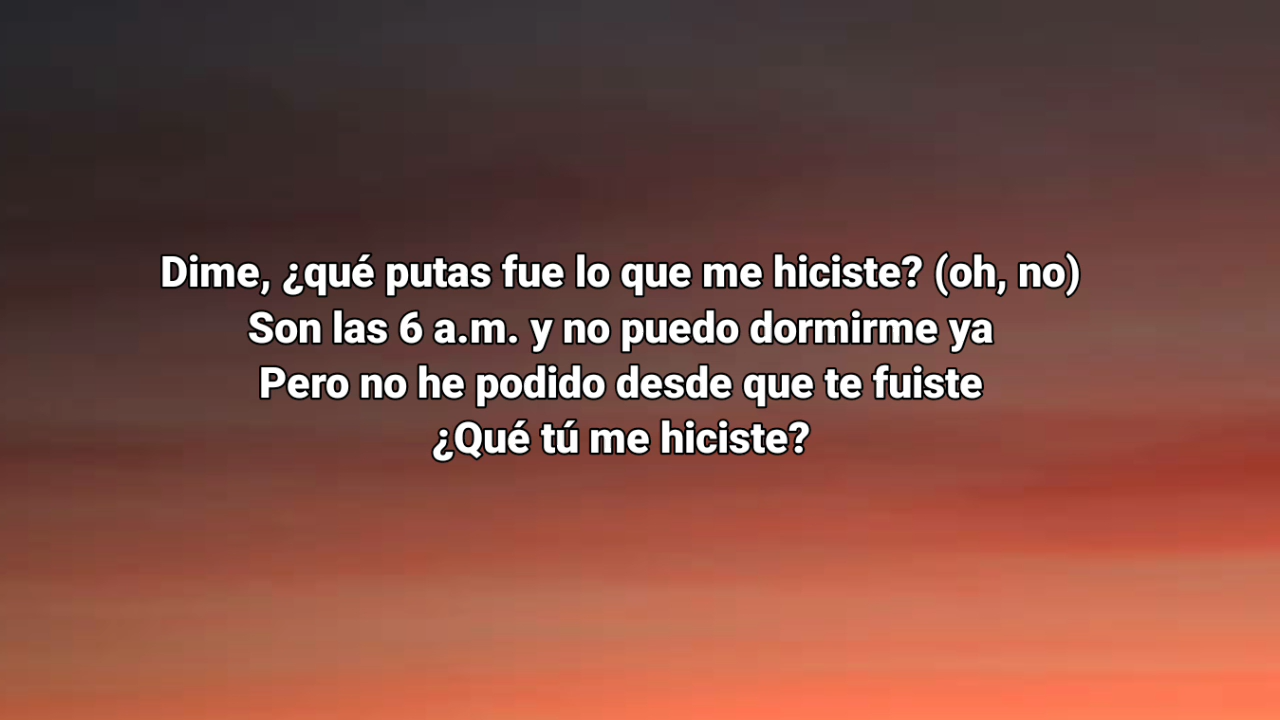 Dime, ¿qué putas fue lo que me hiciste? (oh, no)
Son las 6 a.m. y no puedo dormirme ya
Pero no he podido desde que te fuiste
¿Qué tú me hiciste?